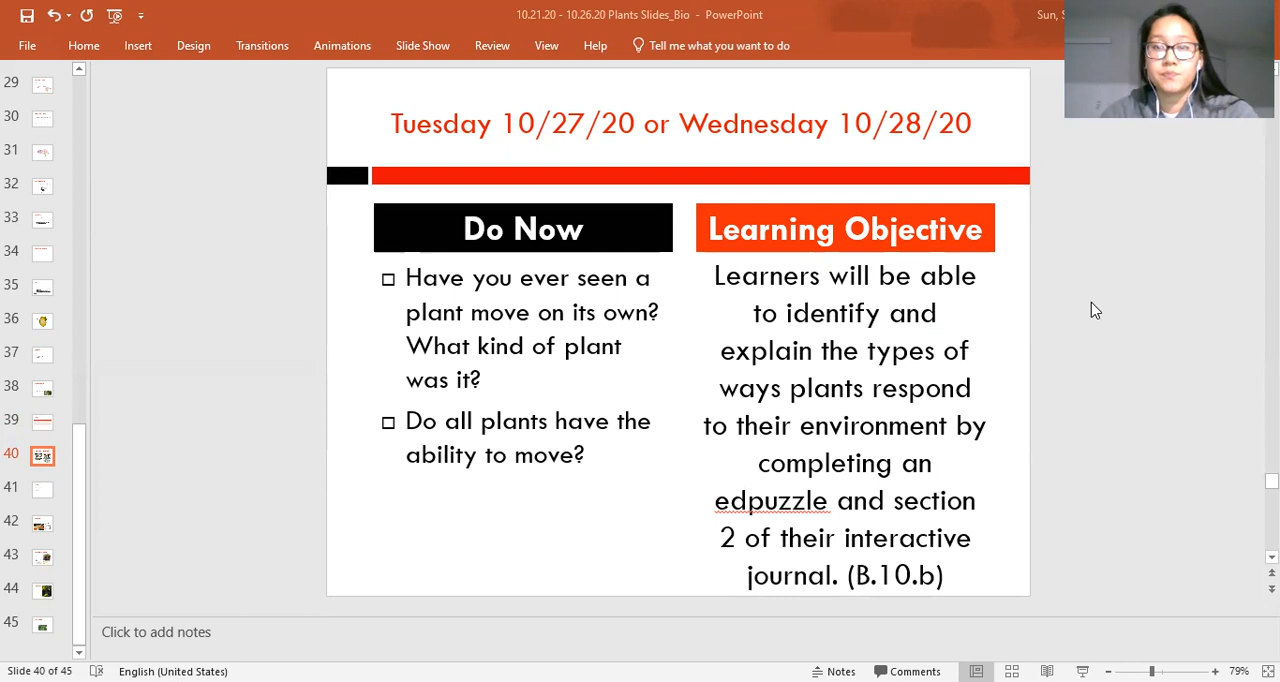 10.21.20 - 10.26.20 Plants Slides_Bio - PowerPoint
Sun, S
File Home Insert Design Transitions Animations Slide Show Review View Help Tell me what you want to do
29
30
31
32
33
34
35
36
37
38
39
40
41
42
43
44
45
Tuesday 10/27/20 or Wednesday 10/28/20
Do Now
Have you ever seen a
plant move on its own?
What kind of plant
was it?
Do all plants have the
ability to move?
Learning Objective
Learners will be able
to identify and
explain the types of
ways plants respond
to their environment by
completing an
edpuzzle and section
2 of their interactive
journal. (B.10.b)
Click to add notes
Slide 40 of 45 English (United States) Notes Comments 79%